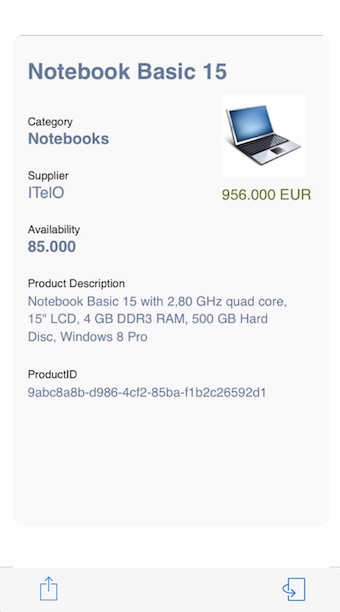 Notebook Basic 15
Category
Notebooks
Supplier
ITelO
956.000 EUR
Availability
85.000
Product Description
Notebook Basic 15 with 2,80 GHz quad core,
15" LCD, 4 GB DDR3 RAM, 500 GB Hard
Disc, Windows 8 Pro
ProductID
9abc8a8b-d986-4cf2-85ba-f1b2c26592d1